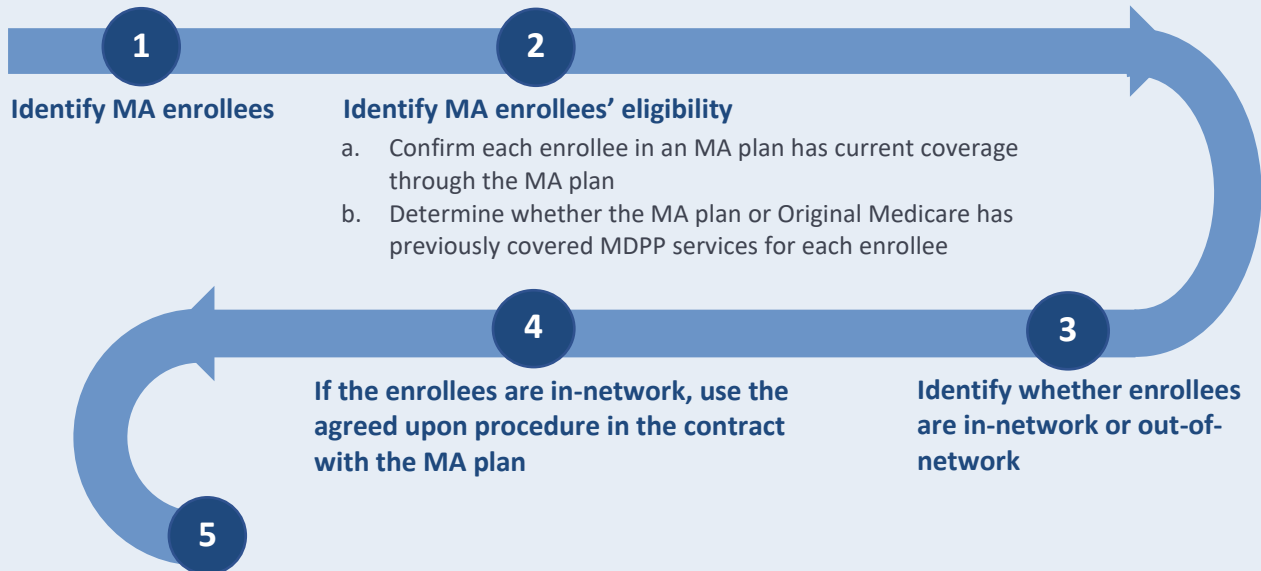 1
2
Identify MA enrollees
Identify MA enrollees’ eligibility
a. Confirm each enrollee in an MA plan has current coverage
through the MA plan
b. Determine whether the MA plan or Original Medicare has
previously covered MDPP services for each enrollee
3
Identify whether enrollees
are in-network or out-of-
network
4
If the enrollees are in-network, use the
agreed upon procedure in the contract
with the MA plan
5